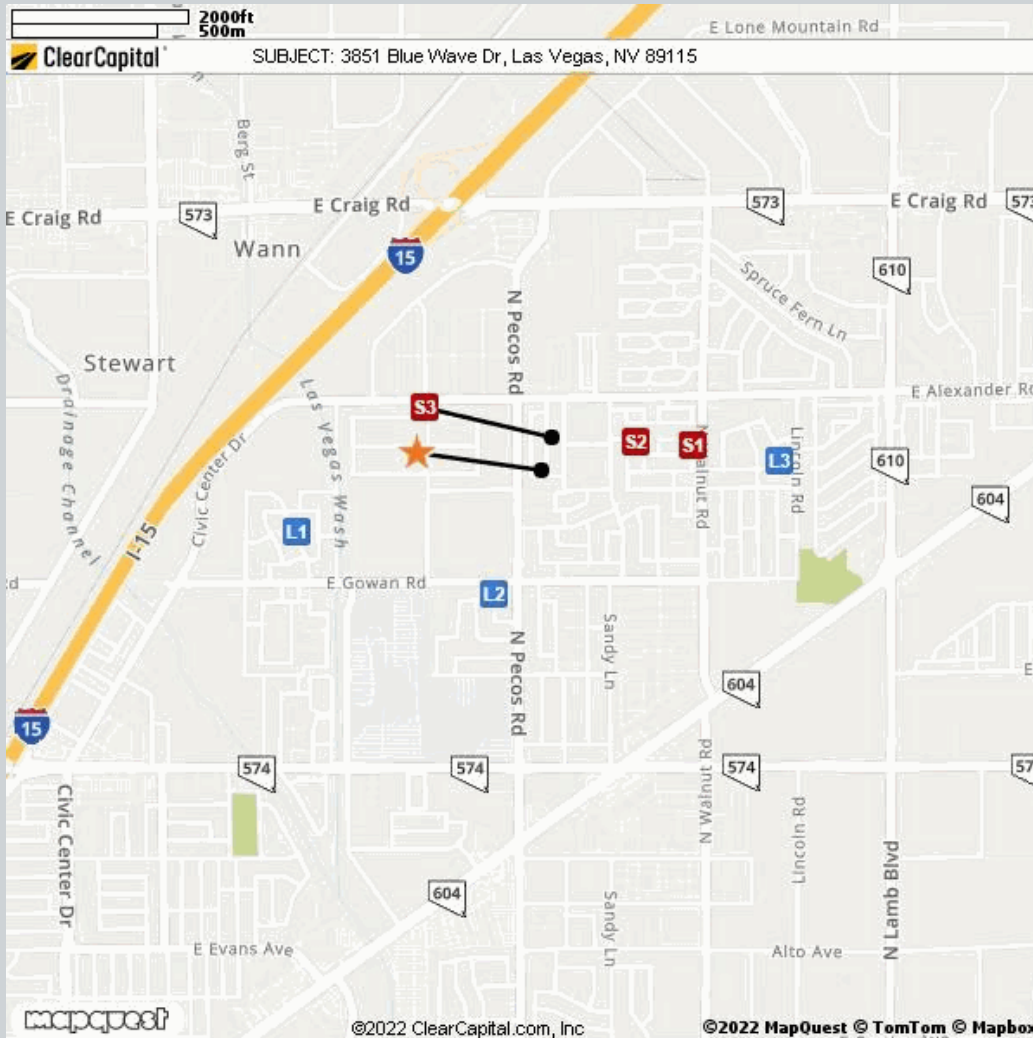 2000ft
500m
E Lone Mountain Rd
ClearCapital
SUBJECT: 3851 Blue Wave Dr, Las Vegas, NV 89115
Berg St
E Craig Rd
573
E Craig Rd
573
E Craig Rd
573
Wann
15
610
Spruce Fern Ln
N Pecos Rd
Stewart
Drainage Channel
Las Vegas Wash
E Alexander Rd
S3
S2
S1
L3
Lincoln Rd
610
604
Civic Center Dr
N Walnut Rd
L1
I-15
E Gowan Rd
L2
Sandy Ln
N Pecos Rd
604
15
574
574
574
57
N Walnut Rd
Civic Center Dr
Lincoln Rd
N Lamb Blvd
604
Sandy Ln
E Evans Ave
Alto Ave
mapquest
©2022 ClearCapital.com, Inc
©2022 MapQuest © TomTom © Mapbox